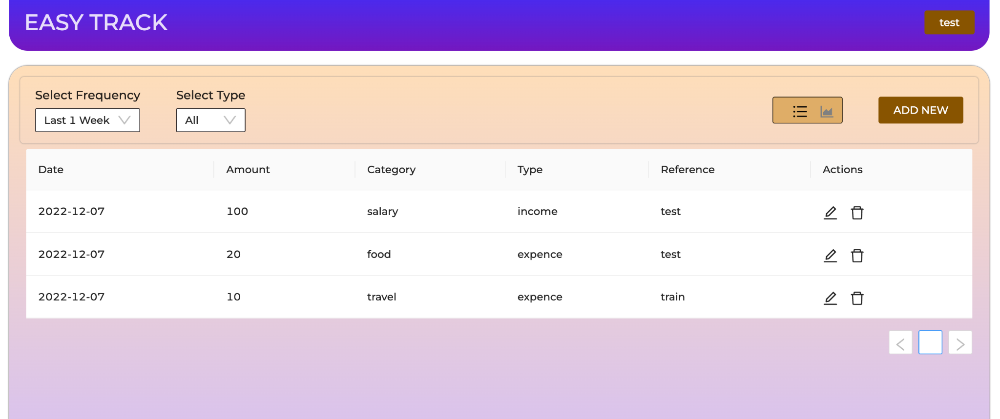 EASY TRACK
test
Select Frequency Select Type
Last 1 Week All
ADD NEW
Date Amount Category Type Reference Actions
2022-12-07 100 salary income test
2022-12-07 20 food expence test
2022-12-07 10 travel expence train